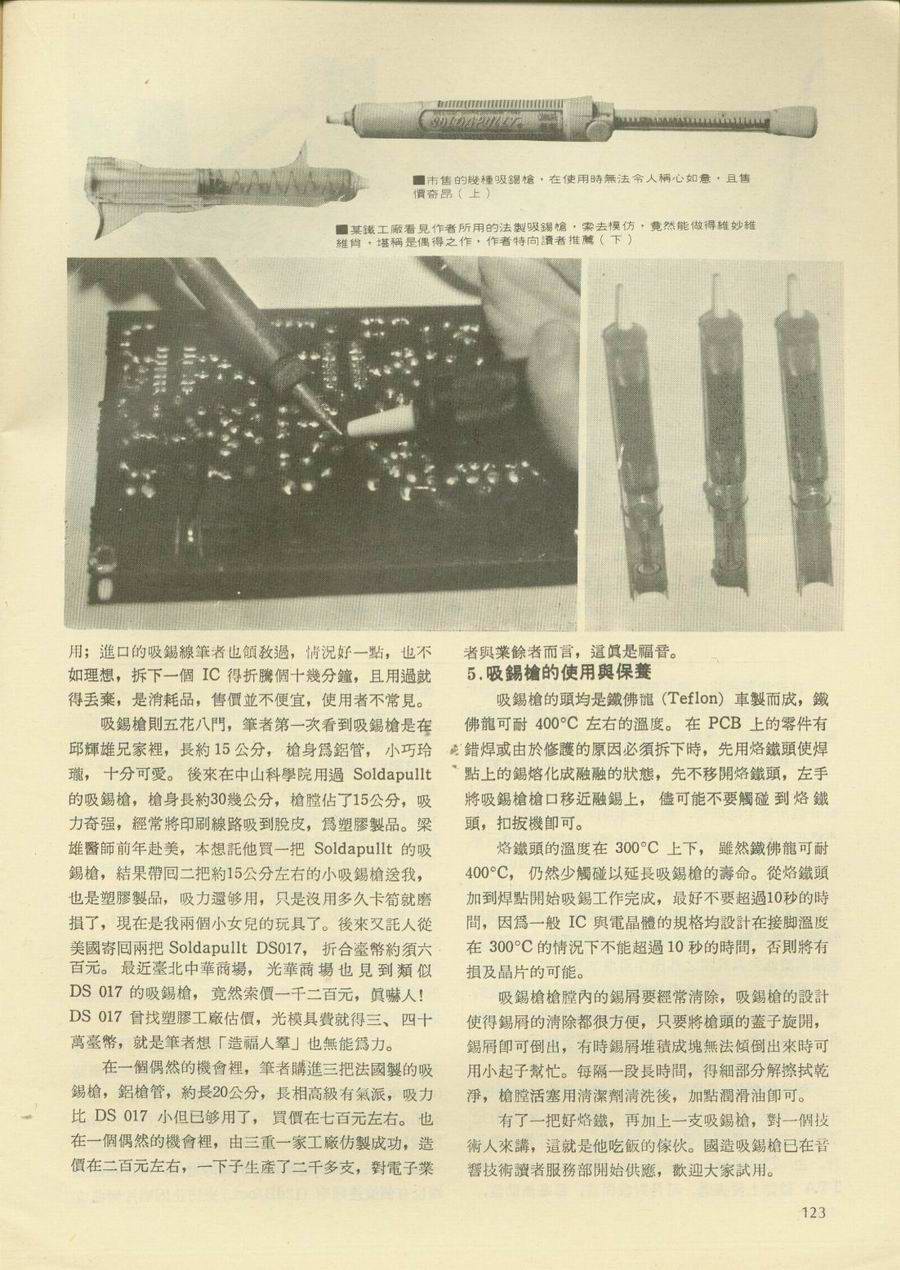 SOLDAPULLT
■市售的幾種吸錫槍，在使用時無法令人稱心如意，且售
價奇昂（上）
■某鐵工廠看見作者所用的法製吸錫槍，索去模仿，竟然能做得維妙維
維肖，堪稱是偶得之作，作者特向讀者推薦（下）
用；進口的吸錫線筆者也領敎過，情況好一點，也不
如理想，拆下一個 IC 得折騰個十幾分鐘，且用過就
得丟棄，是消耗品，售價並不便宜，使用者不常見。
吸錫槍則五花八門，筆者第一次看到吸錫槍是在
邱輝雄兄家裡，長約 15 公分， 槍身爲鋁管， 小巧玲
瓏， 十分可愛。 後來在中山科學院用過 Soldapullt
的吸錫槍，槍身長約30幾公分，槍膛佔了15公分，吸
力奇强，經常將印刷線路吸到脫皮，爲塑膠製品。梁
雄醫師前年赴美，本想託他買一把 Soldapullt 的吸
錫槍，結果帶回二把約15公分左右的小吸錫槍送我，
也是塑膠製品，吸力還够用，只是沒用多久卡筍就磨
損了，現在是我兩個小女兒的玩具了。後來又託人從
美國寄回兩把 Soldapullt DS017， 折合臺幣約須六
百元。 最近臺北中華商場， 光華商場也見到類似
DS 017 的吸錫槍， 竟然索價一千二百元，眞嚇人！
DS 017 曾找塑膠工廠估價，光模具費就得三、四十
萬臺幣，就是筆者想「造福人羣」也無能爲力。
在一個偶然的機會裡，筆者購進三把法國製的吸
錫槍，鋁槍管，約長20公分，長相高級有氣派，吸力
比 DS 017 小但已够用了， 買價在七百元左右。 也
在一個偶然的機會裡，由三重一家工廠仿製成功，造
價在二百元左右，一下子生產了二千多支，對電子業
者與業餘者而言，這眞是福音。
5.吸錫槍的使用與保養
吸錫槍的頭均是鐵佛龍 (Teflon) 車製而成，鐵
佛龍可耐 400°C 左右的溫度。 在 PCB 上的零件有
錯焊或由於修護的原因必須拆下時，先用烙鐵頭使焊
點上的錫熔化成融融的狀態，先不移開烙鐵頭，左手
將吸錫槍槍口移近融錫上， 儘可能不要觸碰到烙鐵
頭，扣扳機卽可。
烙鐵頭的溫度在 300°C 上下， 雖然鐵佛龍可耐
400°C， 仍然少觸碰以延長吸錫槍的壽命。從烙鐵頭
加到焊點開始吸錫工作完成，最好不要超過10秒的時
間，因爲一般 IC 與電晶體的規格均設計在接脚溫度
在 300°C 的情況下不能超過 10 秒的時間，否則將有
損及晶片的可能。
吸錫槍槍膛內的錫屑要經常淸除，吸錫槍的設計
使得錫屑的淸除都很方便，只要將槍頭的蓋子旋開，
錫屑卽可倒出，有時錫屑堆積成塊無法傾倒出來時可
用小起子幫忙。每隔一段長時間，得細部分解擦拭乾
淨，槍膛活塞用淸潔劑淸洗後，加點潤滑油卽可。
有了一把好烙鐵，再加上一支吸錫槍，對一個技
術人來講，這就是他吃飯的傢伙。國造吸錫槍已在音
響技術讀者服務部開始供應，歡迎大家試用。
123